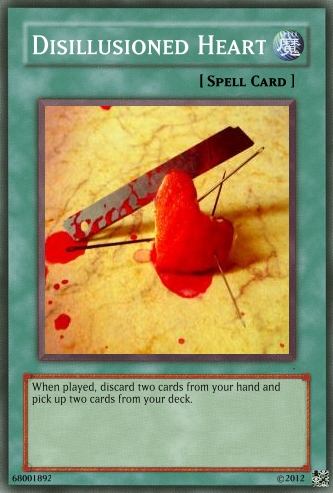 DISILLUSIONED HEART 魔
[ SPELL CARD ]
When played, discard two cards from your hand and
pick up two cards from your deck.
68001892
©2012